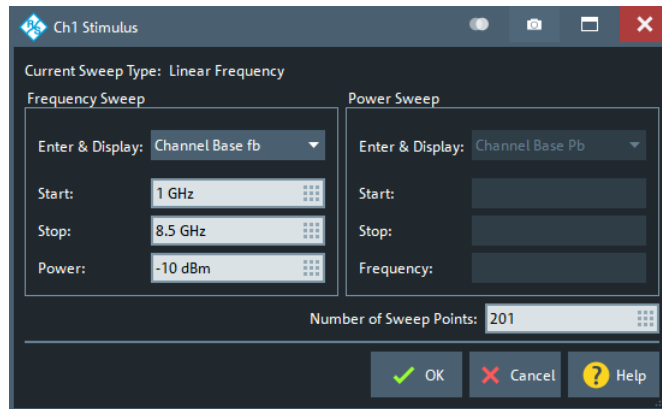 Ch1 Stimulus
Current Sweep Type: Linear Frequency
Frequency Sweep
Enter & Display: Channel Base fb
Start: 1 GHz
Stop: 8.5 GHz
Power: -10 dBm
Power Sweep
Enter & Display: Channel Base Pb
Start:
Stop:
Frequency:
Number of Sweep Points: 201
OK Cancel ? Help